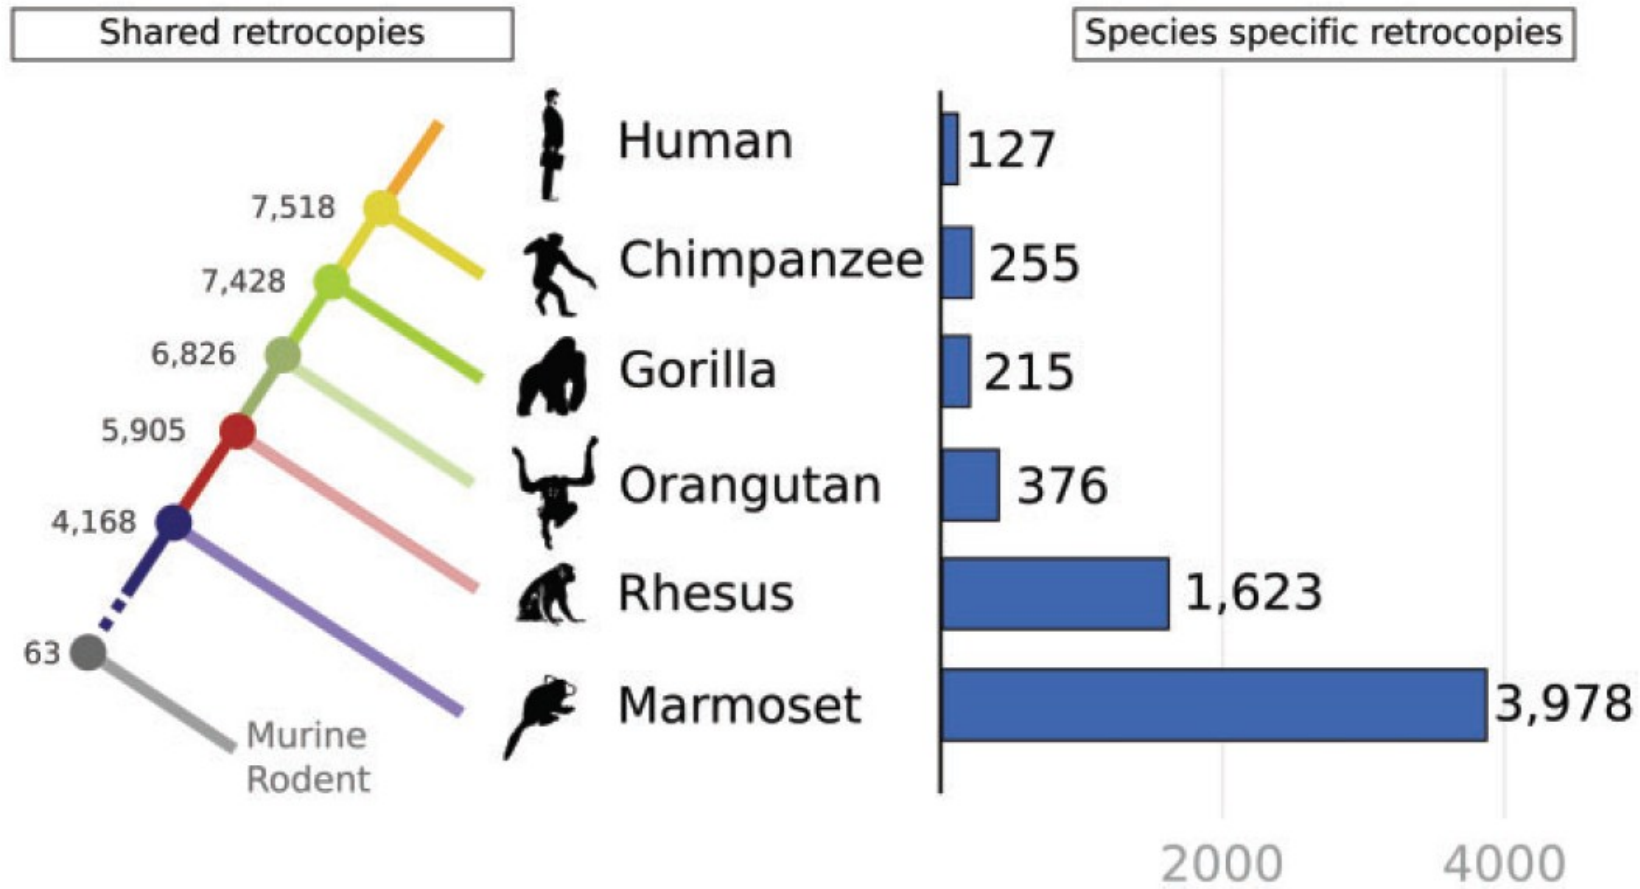 Shared retrocopies
Species specific retrocopies
Human
127
7,518
Chimpanzee
255
7,428
6,826
Gorilla
215
5,905
Orangutan
376
4,168
Rhesus
1,623
63
Marmoset
3,978
Murine
Rodent
2000
4000